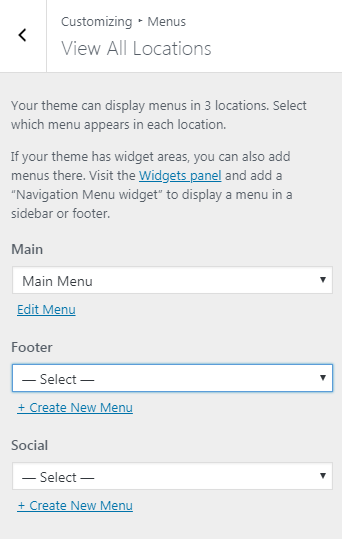 Customizing ▸ Menus
View All Locations
Your theme can display menus in 3 locations. Select
which menu appears in each location.
If your theme has widget areas, you can also add
menus there. Visit the Widgets panel and add a
“Navigation Menu widget” to display a menu in a
sidebar or footer.
Main
Main Menu
Edit Menu
Footer
— Select —
+ Create New Menu
Social
— Select —
+ Create New Menu